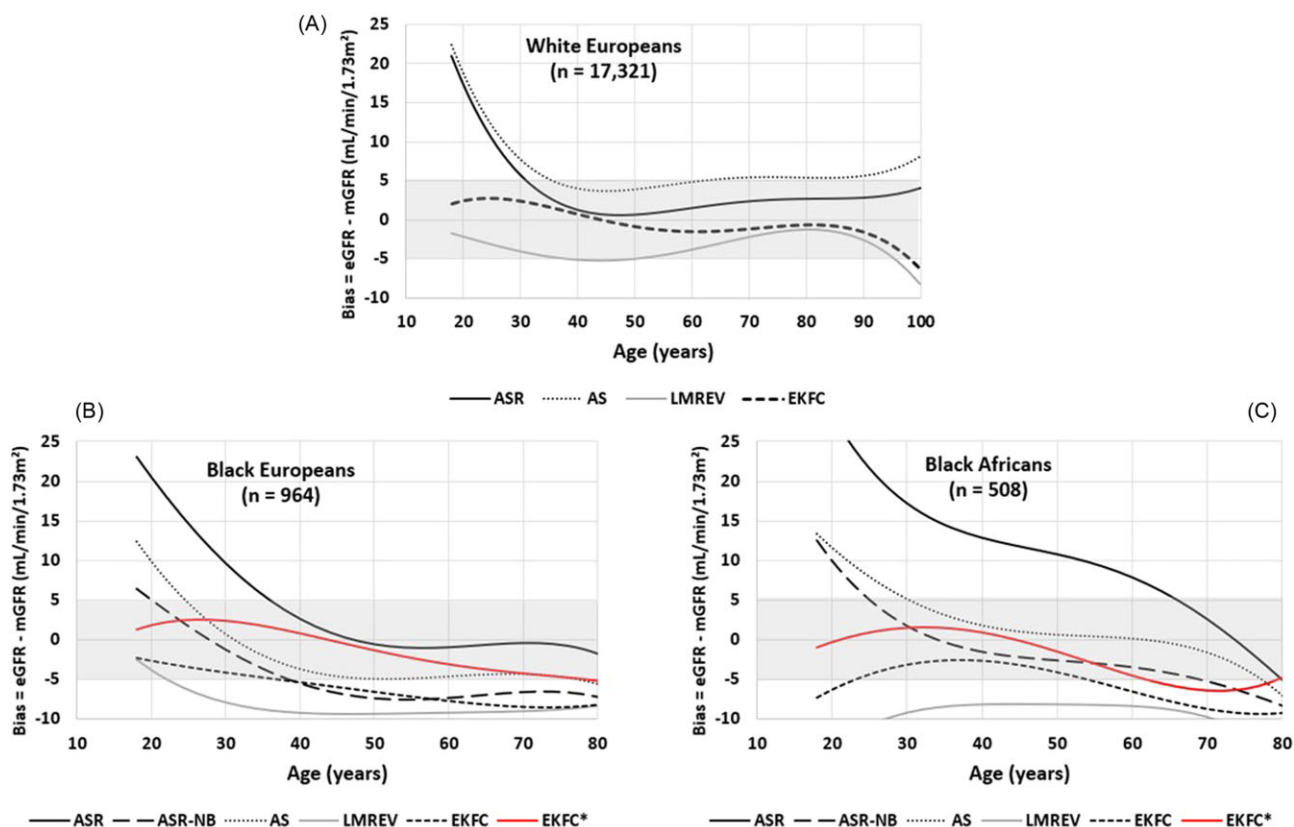 (A)
White Europeans
(n = 17,321)
Bias = eGFR - mGFR (mL/min/1.73m²)
25
20
15
10
5
0
-5
-10
10 20 30 40 50 60 70 80 90 100
Age (years)
ASR AS LMREV EKFC
(B)
Black Europeans
(n = 964)
Bias = eGFR - mGFR (mL/min/1.73m²)
25
20
15
10
5
0
-5
-10
10 20 30 40 50 60 70 80
Age (years)
ASR ASR-NB AS LMREV EKFC EKFC*
(C)
Black Africans
(n = 508)
Bias = eGFR - mGFR (mL/min/1.73m²)
25
20
15
10
5
0
-5
-10
10 20 30 40 50 60 70 80
Age (years)
ASR ASR-NB AS LMREV EKFC EKFC*